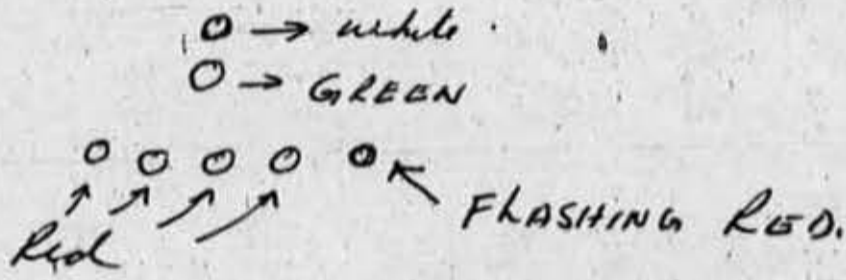 → white
→ GREEN
FLASHING RED.
Red